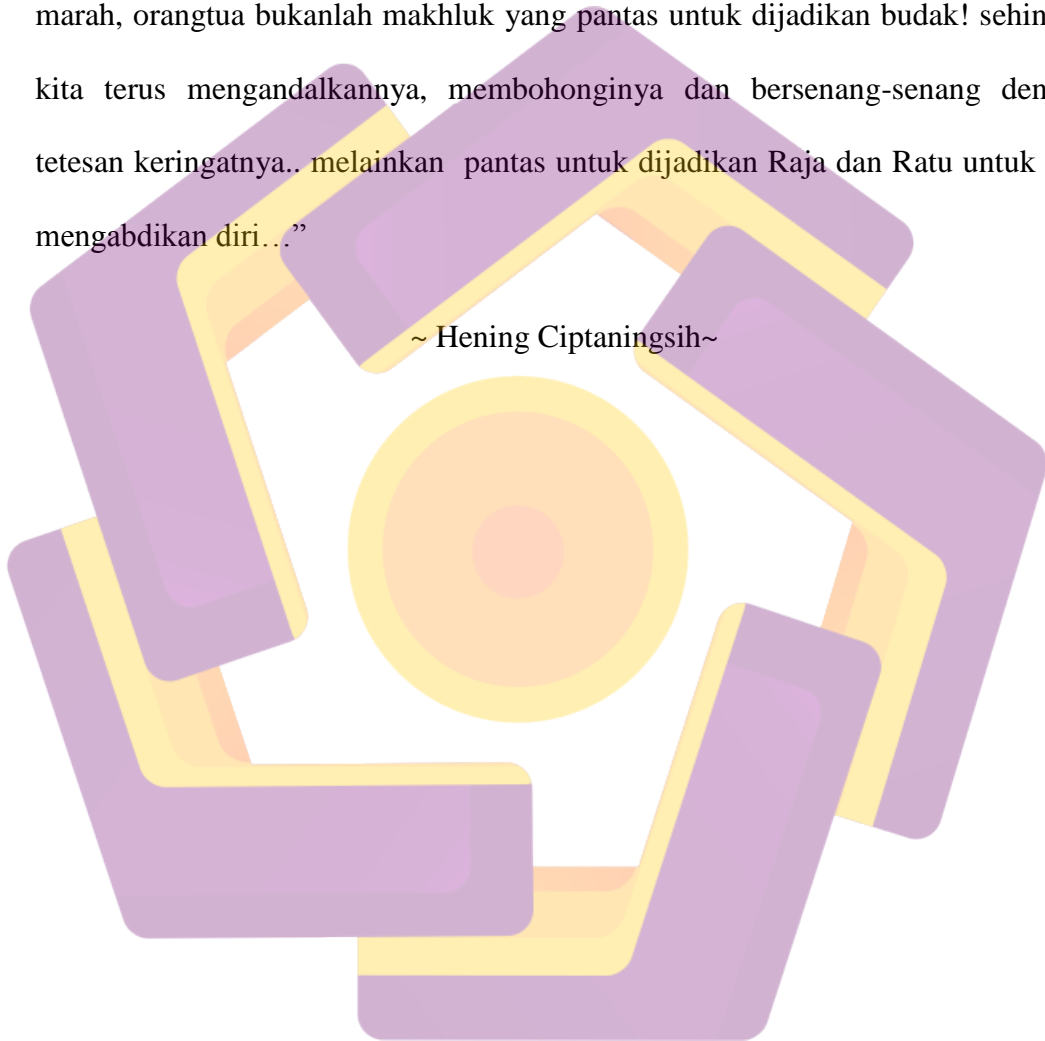 marah, orangtua bukanlah makhluk yang pantas untuk dijadikan budak! sehin
kita terus mengandalkannya, membohonginya dan bersenang-senang den
tetesan keringatnya.. melainkan pantas untuk dijadikan Raja dan Ratu untuk
mengabdikan diri…”
~ Hening Ciptaningsih~